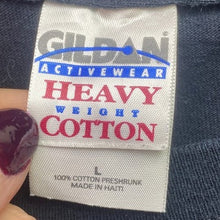 GILDAN
ACTIVEWEAR
HEAVY
WEIGHT
COTTON
L
100% COTTON PRESHRUNK
MADE IN HAITI